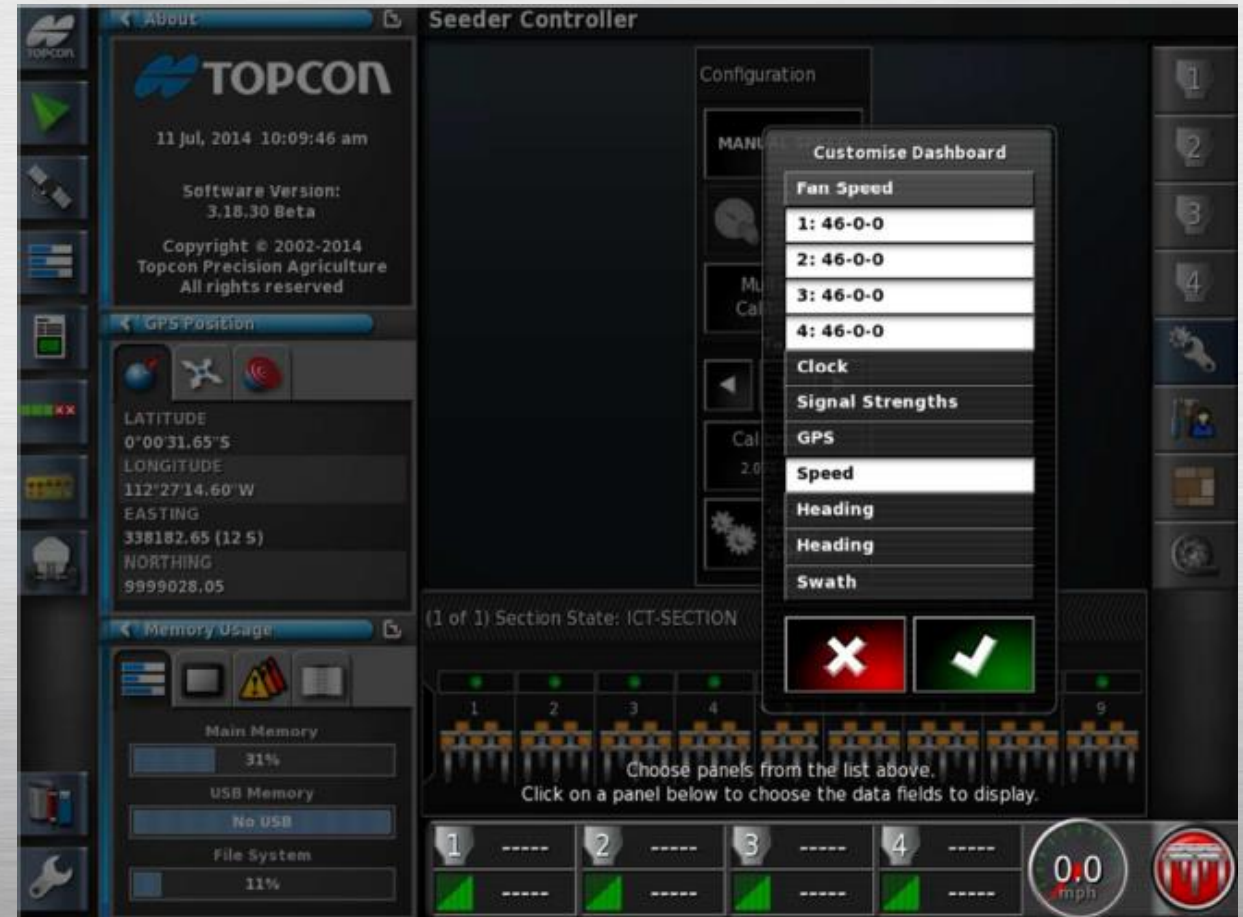 TOPCON
About
TOPCON
11 Jul, 2014 10:09:46 am
Software Version:
3.18.30 Beta
Copyright © 2002-2014
Topcon Precision Agriculture
All rights reserved
GPS Position
LATITUDE
0°00'31.65"S
LONGITUDE
112°27'14.60"W
EASTING
338182.65 (12 S)
NORTHING
9999028.05
Memory Usage
Main Memory
31%
USB Memory
No USB
File System
11%
Seeder Controller
Configuration
Customise Dashboard
Fan Speed
1: 46-0-0
2: 46-0-0
3: 46-0-0
4: 46-0-0
Clock
Signal Strengths
GPS
Speed
Heading
Heading
Swath
(1 of 1) Section State: ICT-SECTION
1 2 3 4 9
Choose panels from the list above.
Click on a panel below to choose the data fields to display.
1 ----- 2 ----- 3 ----- 4 -----
----- ----- ----- -----
0.0
mph
1
2
3
4